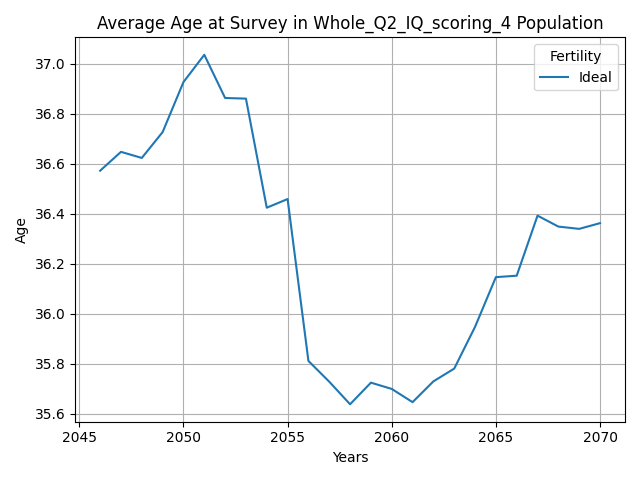 Average Age at Survey in Whole_Q2_IQ_scoring_4 Population
Fertility
Ideal
37.0
36.8
36.6
36.4
36.2
36.0
35.8
35.6
Age
2045
2050
2055
2060
2065
2070
Years